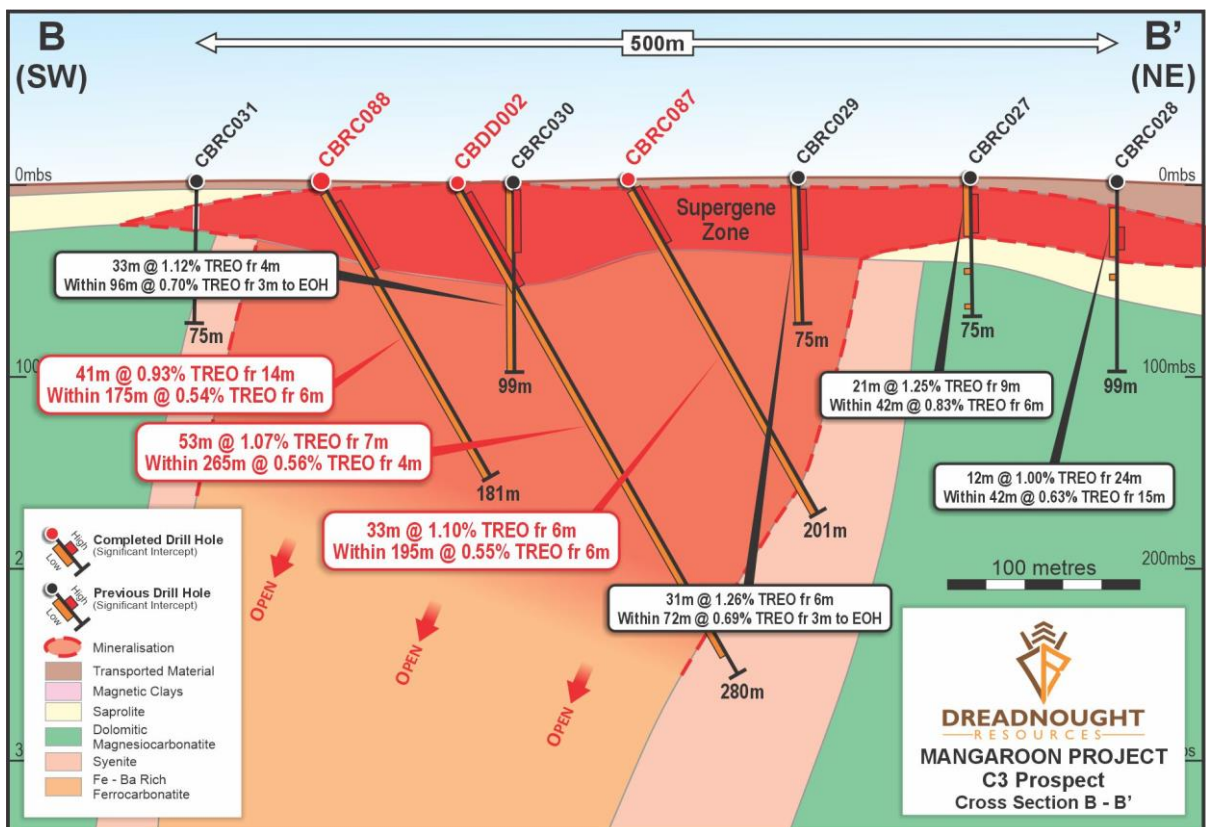 B
(SW)
500m
B'
(NE)
CBRC031
CBRC088
CBDD002
CBRC030
CBRC087
CBRC029
CBRC027
CBRC028
0mbs
0mbs
Supergene
Zone
33m @ 1.12% TREO fr 4m
Within 96m @ 0.70% TREO fr 3m to EOH
75m
41m @ 0.93% TREO fr 14m
Within 175m @ 0.54% TREO fr 6m
99m
75m
75m
99m
100mbs
21m @ 1.25% TREO fr 9m
Within 42m @ 0.83% TREO fr 6m
53m @ 1.07% TREO fr 7m
Within 265m @ 0.56% TREO fr 4m
12m @ 1.00% TREO fr 24m
Within 42m @ 0.63% TREO fr 15m
181m
201m
33m @ 1.10% TREO fr 6m
Within 195m @ 0.55% TREO fr 6m
200mbs
100 metres
31m @ 1.26% TREO fr 6m
Within 72m @ 0.69% TREO fr 3m to EOH
280m
OPEN
OPEN
OPEN
High
Low
Completed Drill Hole
(Significant Intercept)
High
Low
Previous Drill Hole
(Significant Intercept)
Mineralisation
Transported Material
Magnetic Clays
Saprolite
Dolomitic
Magnesiocarbonatite
Syenite
Fe - Ba Rich
Ferrocarbonatite
DREADNOUGHT
RESOURCES
MANGAROON PROJECT
C3 Prospect
Cross Section B - B'